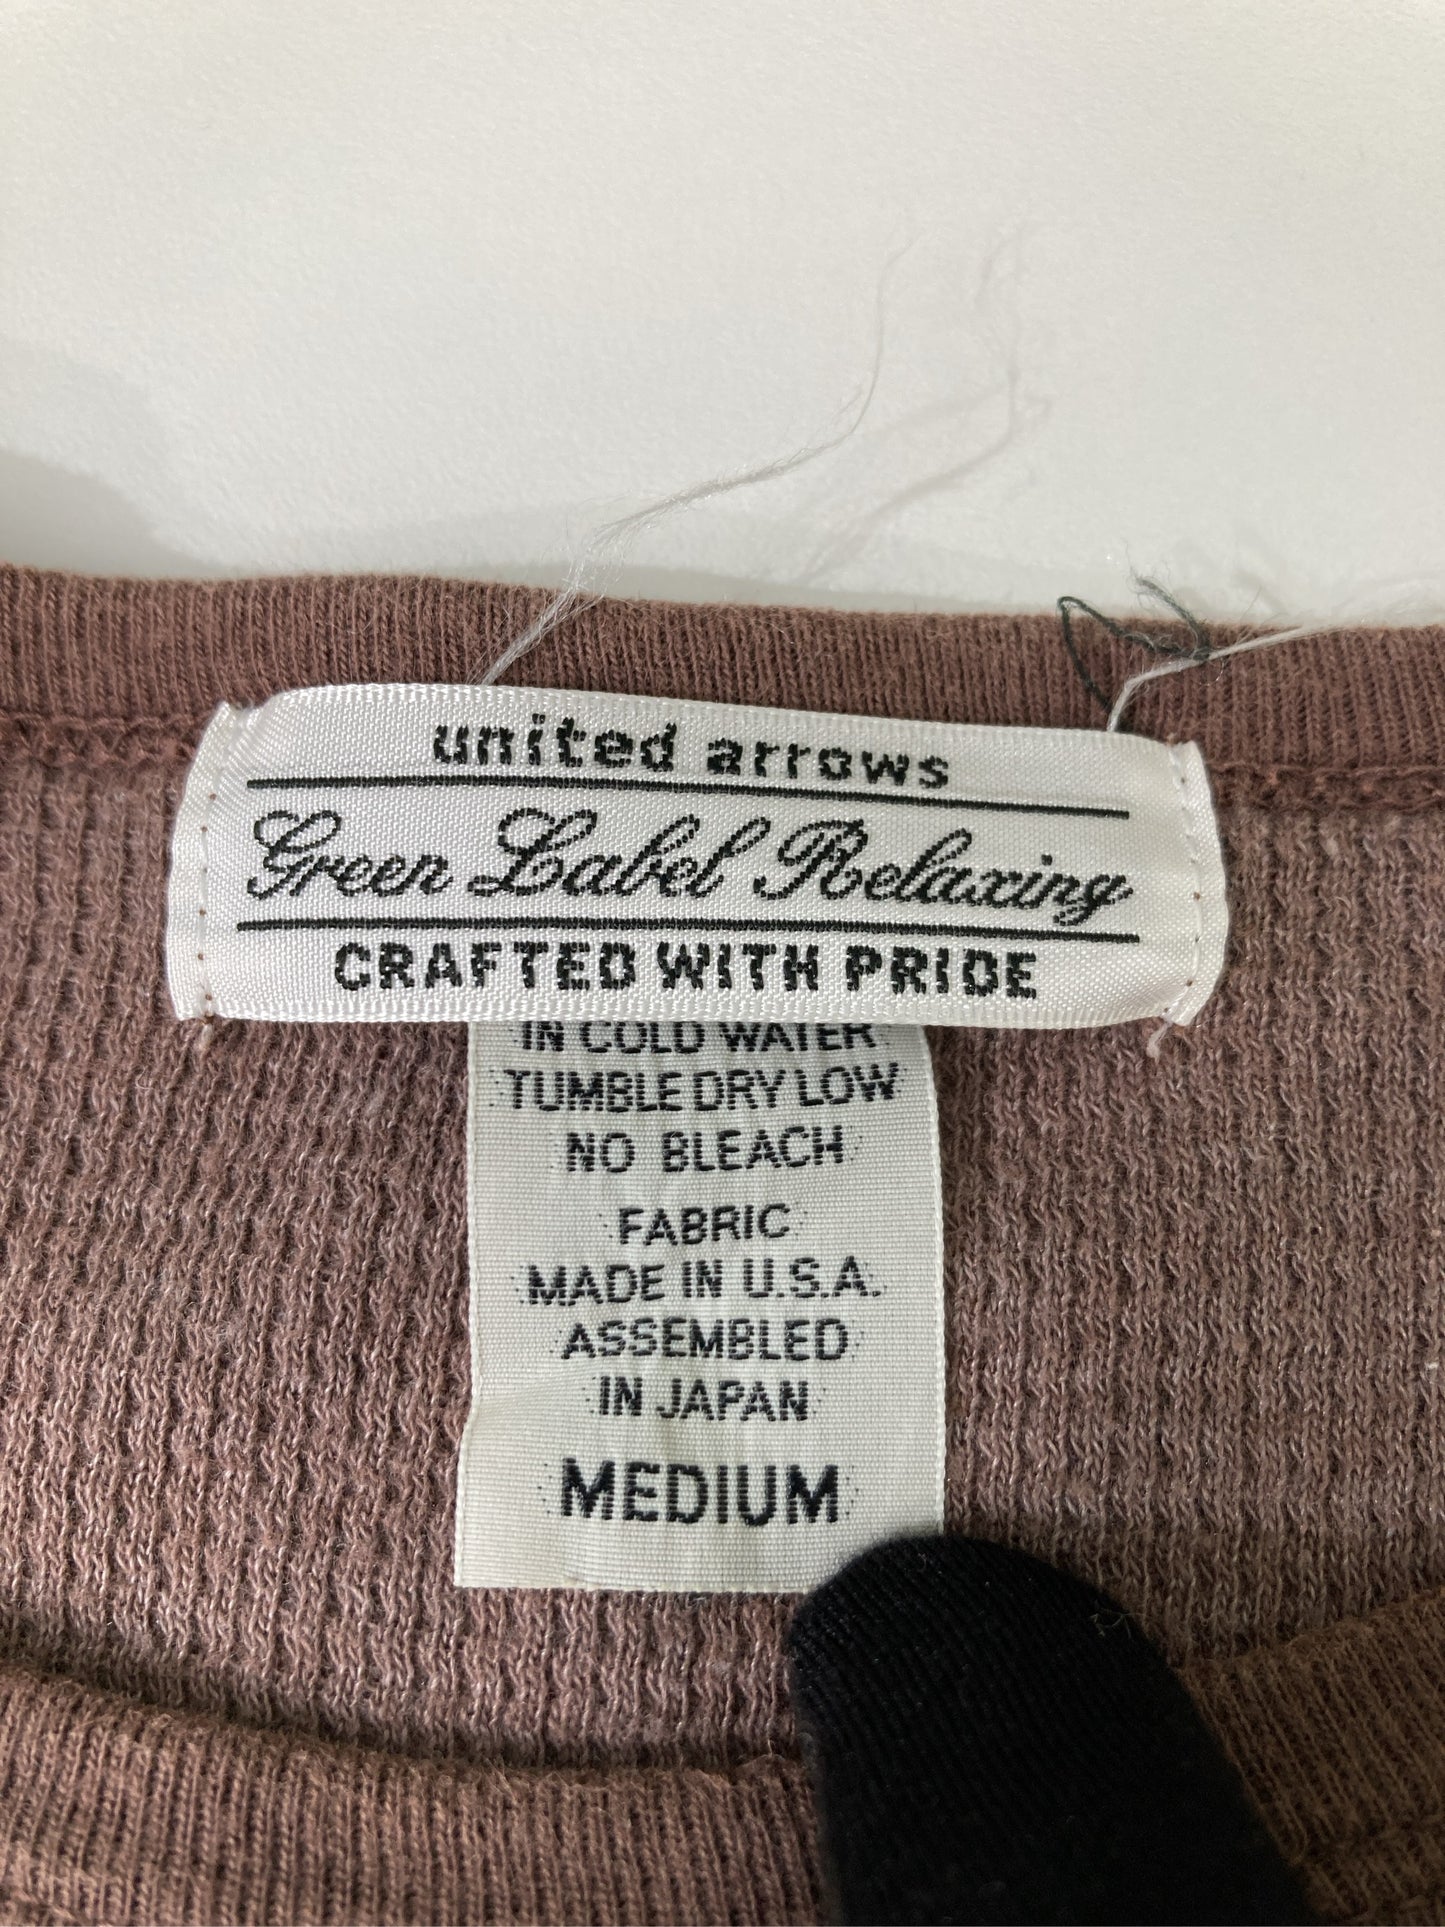 united arrows
Green Label Relaxing
CRAFTED WITH PRIDE
IN COLD WATER
TUMBLE DRY LOW
NO BLEACH
FABRIC
MADE IN U.S.A.
ASSEMBLED
IN JAPAN
MEDIUM